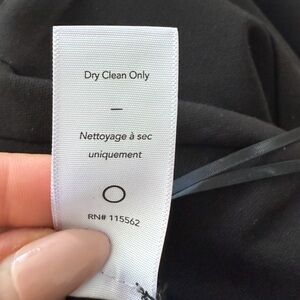 Dry Clean Only
—
Nettoyage à sec
uniquement
RN# 115562